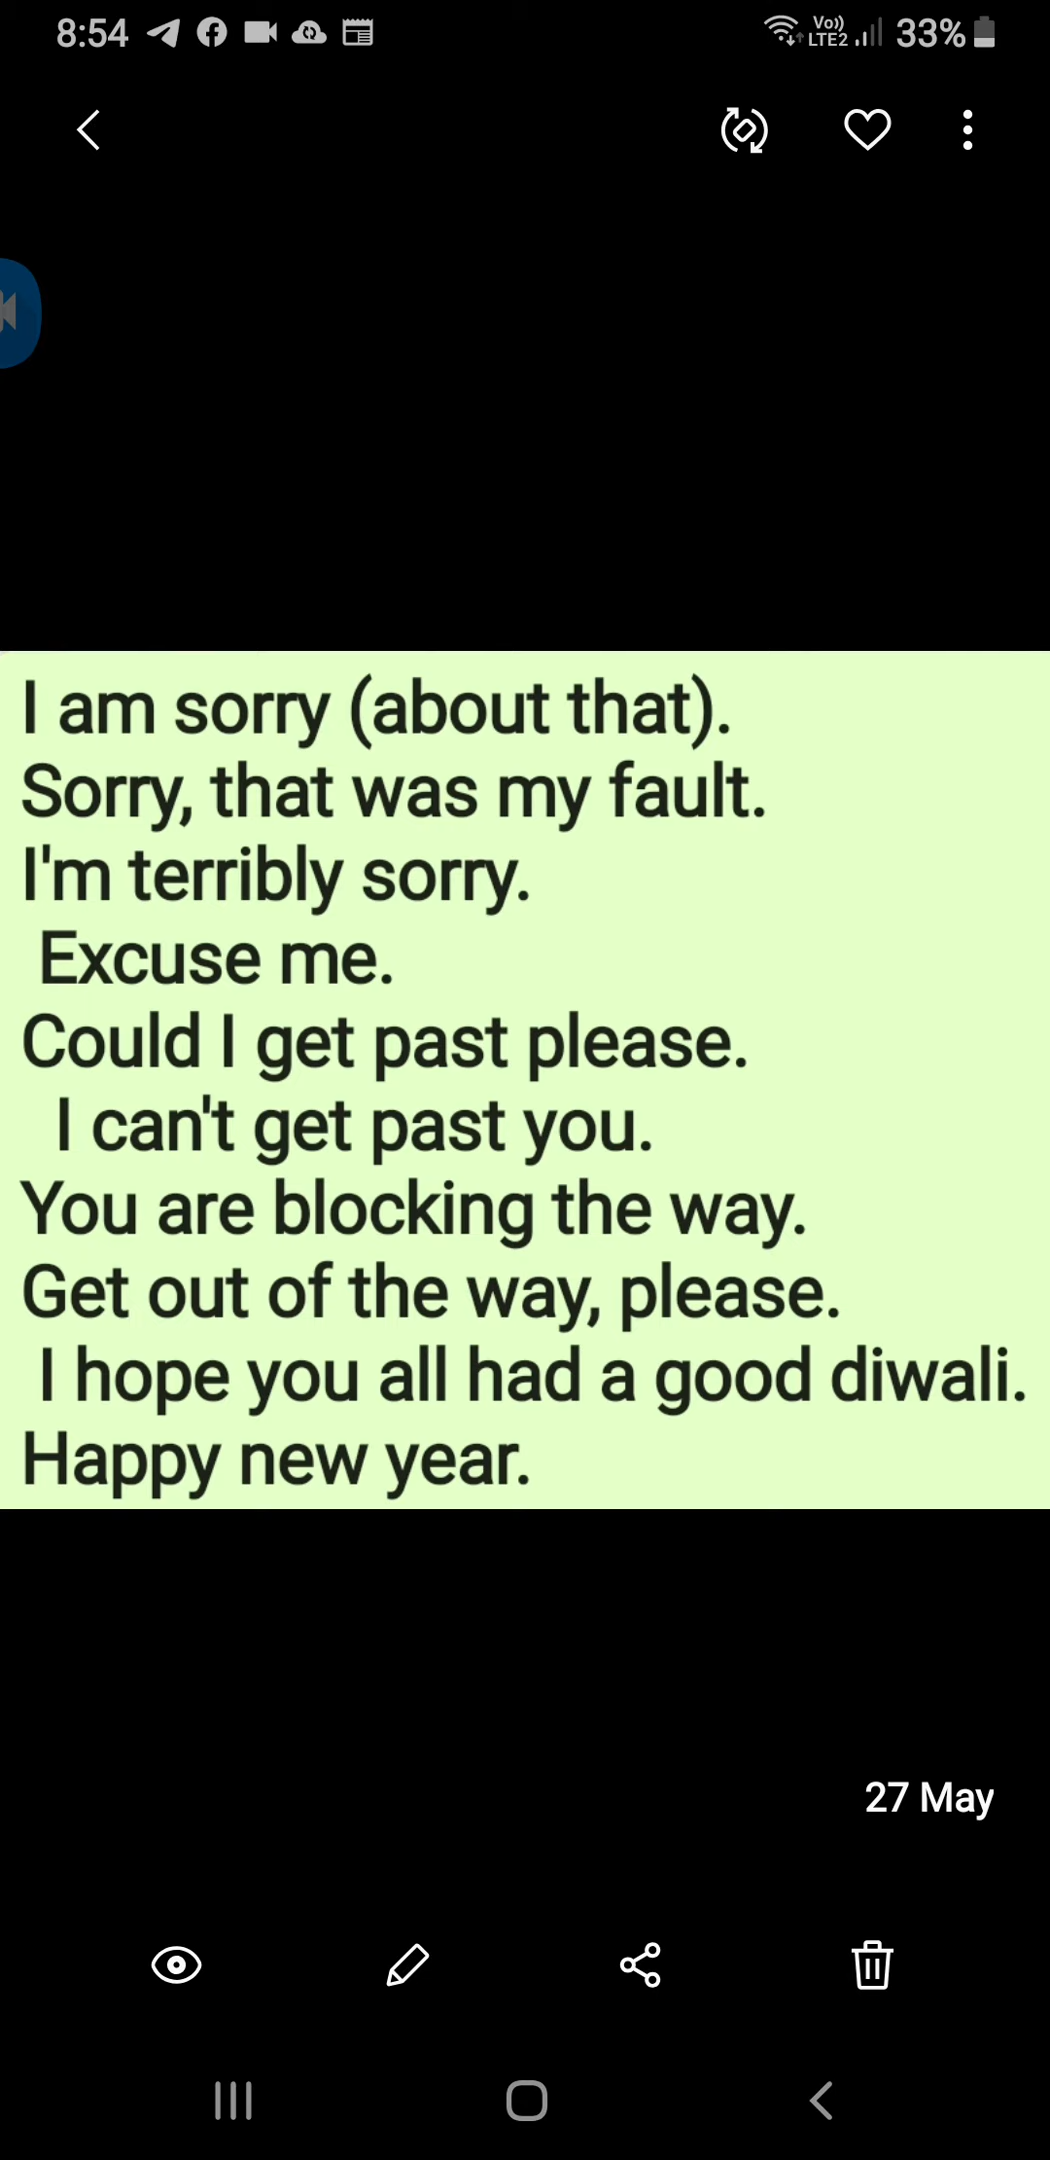 8:54 Vo)) LTE2 33%
I am sorry (about that).
Sorry, that was my fault.
I'm terribly sorry.
Excuse me.
Could I get past please.
I can't get past you.
You are blocking the way.
Get out of the way, please.
I hope you all had a good diwali.
Happy new year.
27 May